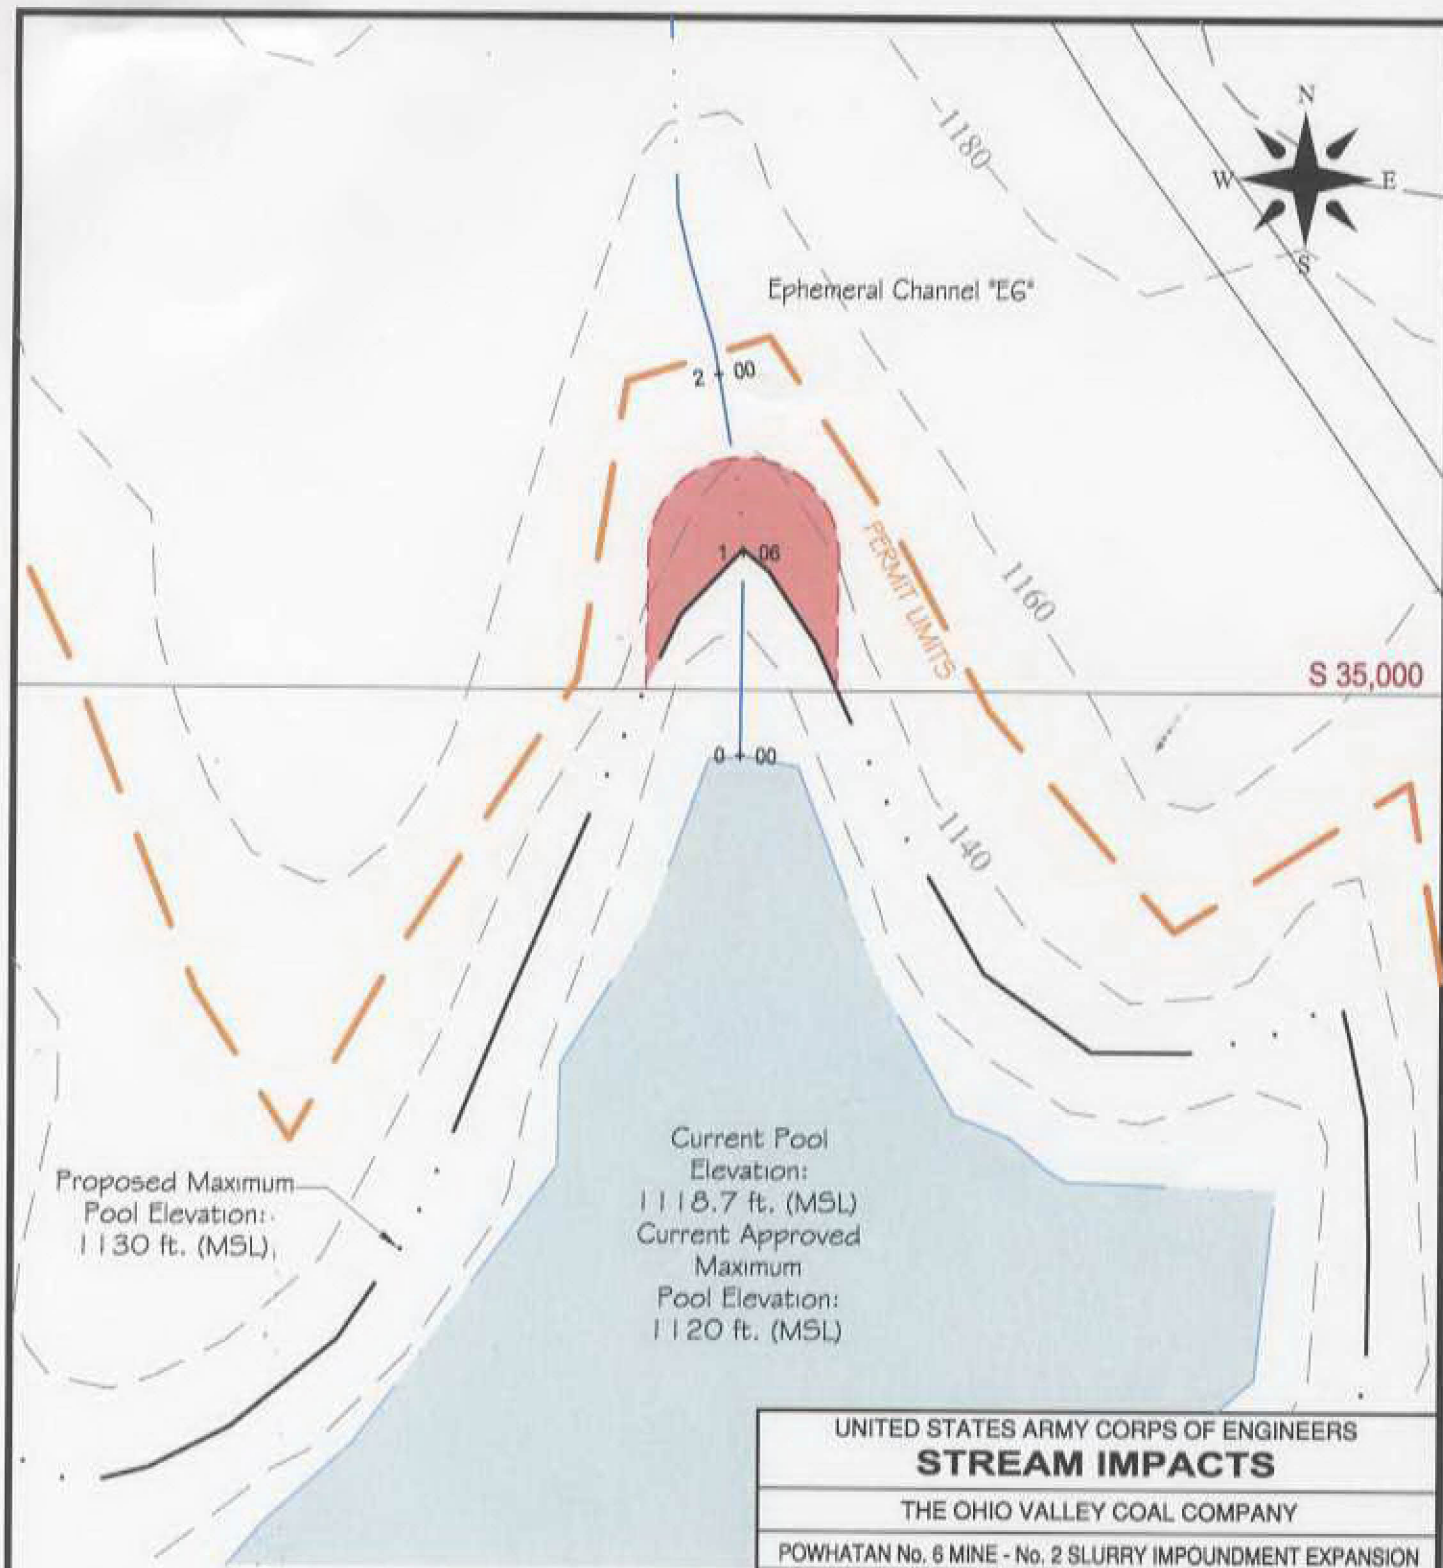 N
W E
S
1180
Ephemeral Channel "E6"
2 + 00
1 + 06
PERMIT LIMITS
1160
S 35,000
0 + 00
1140
Current Pool
Elevation:
1118.7 ft. (MSL)
Current Approved
Maximum
Pool Elevation:
1120 ft. (MSL)
Proposed Maximum
Pool Elevation:
1130 ft. (MSL)
UNITED STATES ARMY CORPS OF ENGINEERS
STREAM IMPACTS
THE OHIO VALLEY COAL COMPANY
POWHATAN No. 6 MINE - No. 2 SLURRY IMPOUNDMENT EXPANSION